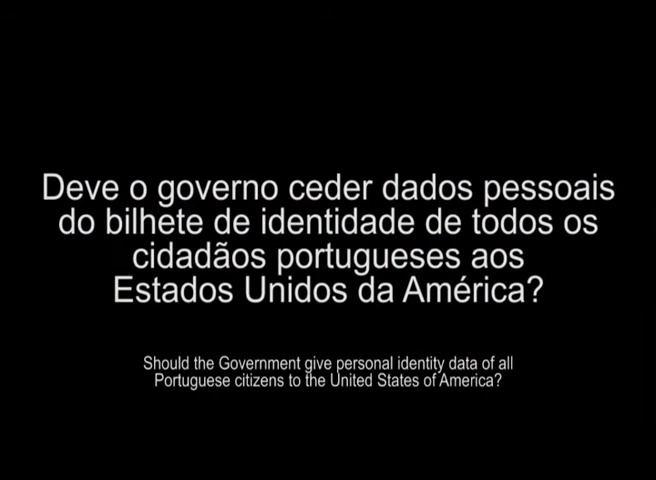 Deve o governo ceder dados pessoais
do bilhete de identidade de todos os
cidadãos portugueses aos
Estados Unidos da América?
Should the Government give personal identity data of all
Portuguese citizens to the United States of America?